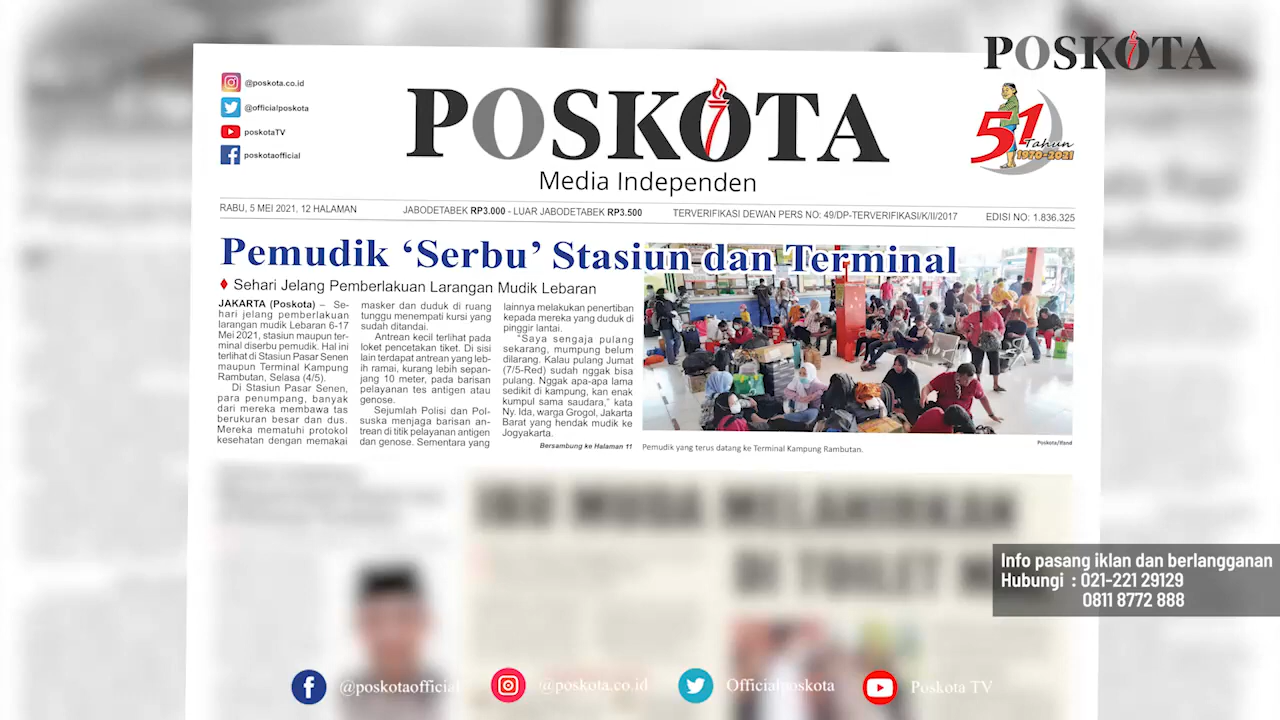 POSKOTA
@poskota.co.id
@officialposkota
poskotaTV
poskotaofficial
POSKOTA
Media Independen
51
Tahun
1970-2021
RABU, 5 MEI 2021, 12 HALAMAN
JABODETABEK RP3.000 - LUAR JABODETABEK RP3.500
TERVERIFIKASI DEWAN PERS NO: 49/DP-TERVERIFIKASI/K/II/2017
EDISI NO: 1.836.325
Pemudik ‘Serbu’ Stasiun dan Terminal
Sehari Jelang Pemberlakuan Larangan Mudik Lebaran
JAKARTA (Poskota) – Se-
hari jelang pemberlakuan
larangan mudik Lebaran 6-17
Mei 2021, stasiun maupun ter-
minal diserbu pemudik. Hal ini
terlihat di Stasiun Pasar Senen
maupun Terminal Kampung
Rambutan, Selasa (4/5).
Di Stasiun Pasar Senen,
para penumpang, banyak
dari mereka membawa tas
berukuran besar dan dus.
Mereka mematuhi protokol
kesehatan dengan memakai
masker dan duduk di ruang
tunggu menempati kursi yang
sudah ditandai.
Antrean kecil terlihat pada
loket pencetakan tiket. Di sisi
lain terdapat antrean yang leb-
ih ramai, kurang lebih sepan-
jang 10 meter, pada barisan
pelayanan tes antigen atau
genose.
Sejumlah Polisi dan Pol-
suska menjaga barisan an-
trean di titik pelayanan antigen
dan genose. Sementara yang
lainnya melakukan penertiban
kepada mereka yang duduk di
pinggir lantai.
“Saya sengaja pulang
sekarang, mumpung belum
dilarang. Kalau pulang Jumat
(7/5-Red) sudah nggak bisa
pulang. Nggak apa-apa lama
sedikit di kampung, kan enak
kumpul sama saudara,” kata
Ny. Ida, warga Grogol, Jakarta
Barat yang hendak mudik ke
Jogyakarta.
Bersambung ke Halaman 11
Poskota/Ifand
Pemudik yang terus datang ke Terminal Kampung Rambutan.
IBU MUDA MELAHIRKAN
DI TOILET
Info pasang iklan dan berlangganan
Hubungi : 021-221 29129
0811 8772 888
@poskotaofficial
@poskota.co.id
Officialposkota
Poskota TV